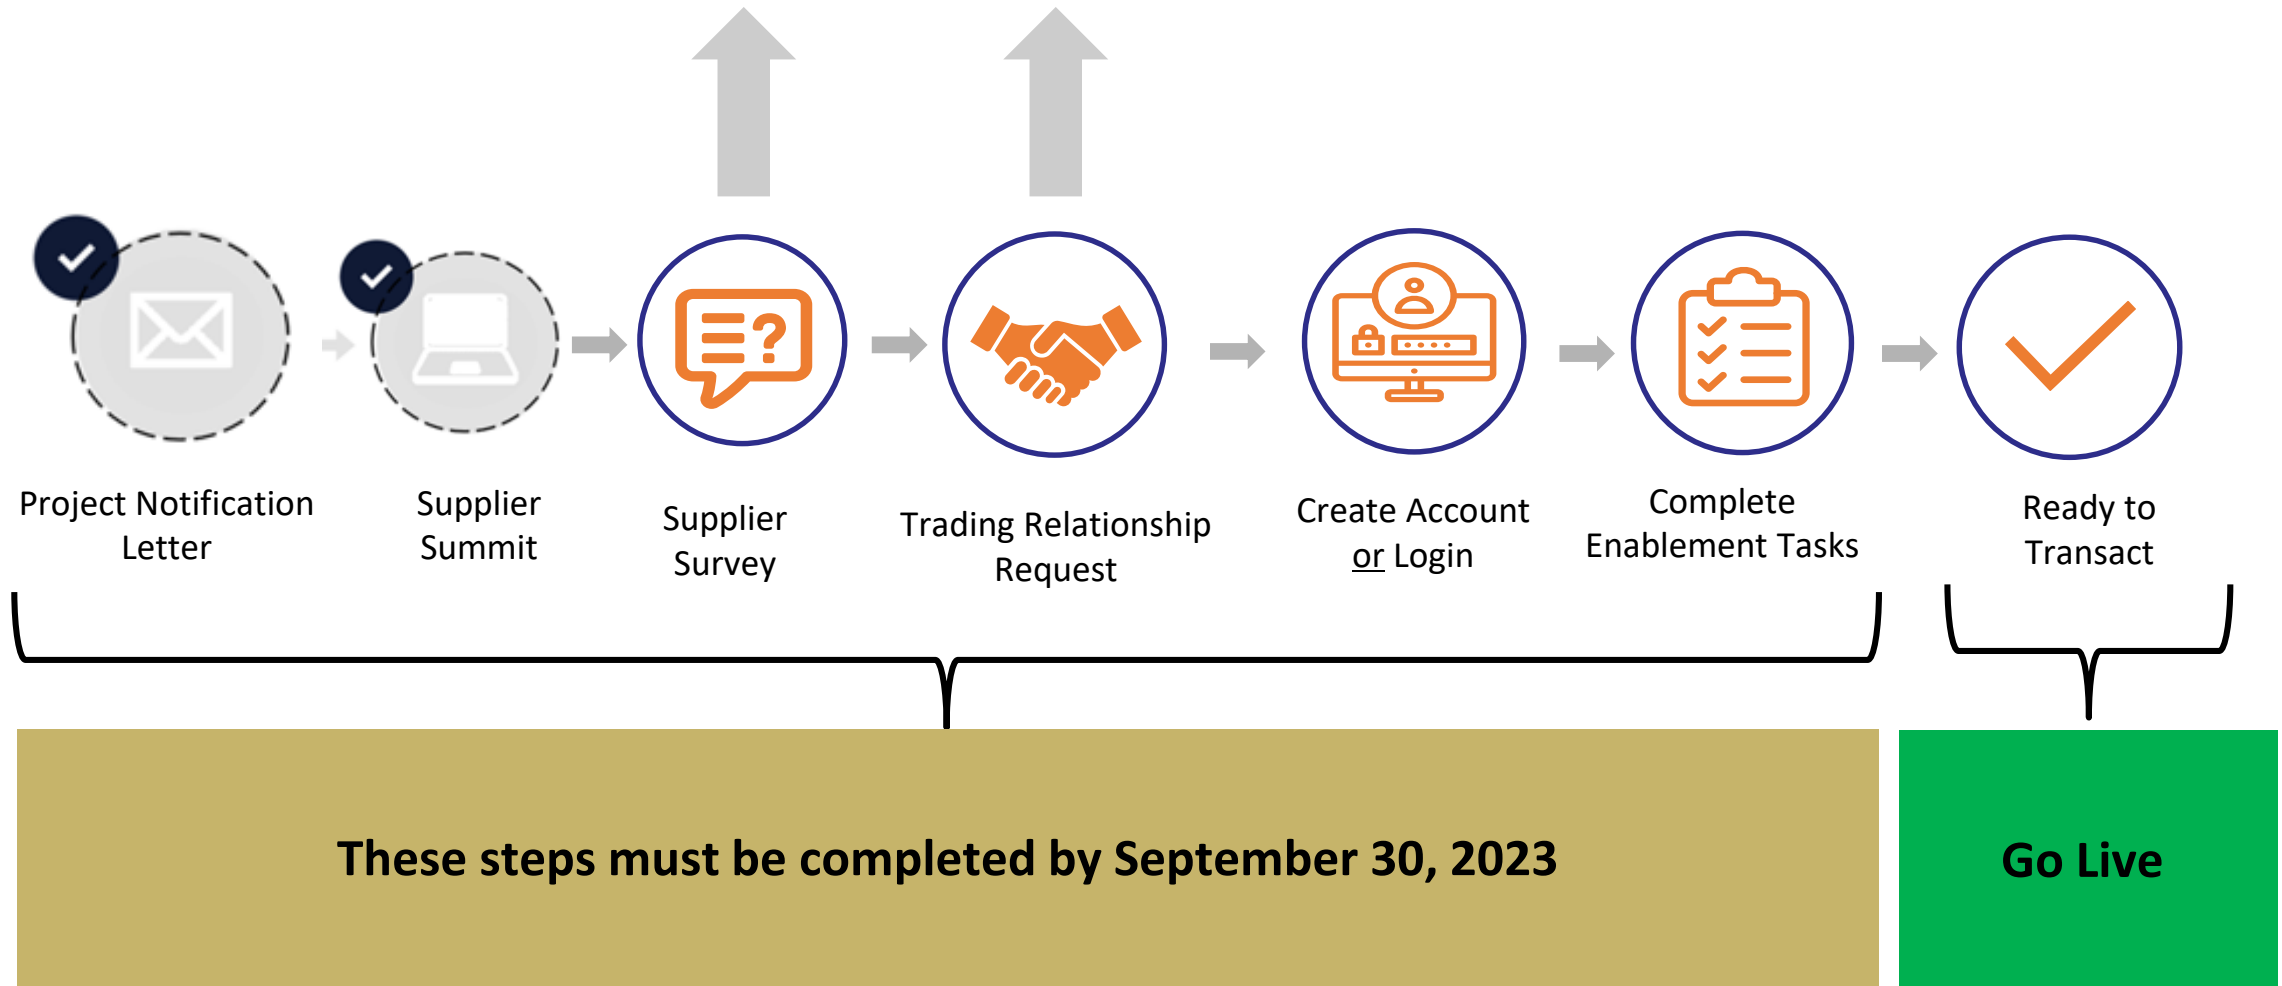 Project Notification
Letter
Supplier
Summit
Supplier
Survey
Trading Relationship
Request
Create Account
or Login
Complete
Enablement Tasks
Ready to
Transact
These steps must be completed by September 30, 2023
Go Live